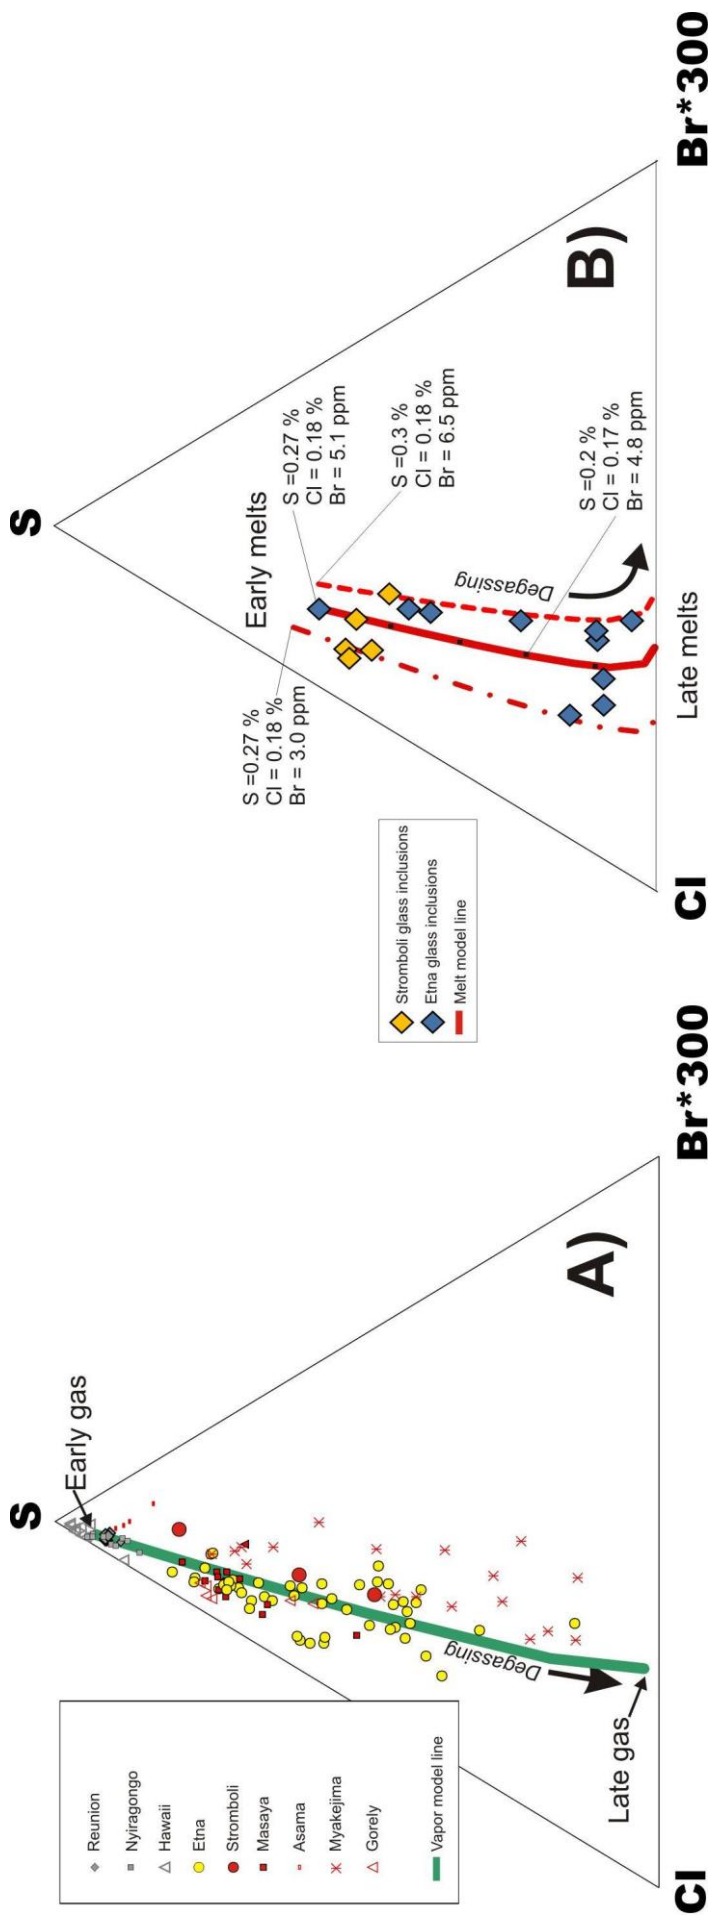 S
Early gas
Reunion
Nyiragongo
Hawaii
Etna
Stromboli
Masaya
Asama
Myakejima
Gorely
Vapor model line
Degassing
Late gas
A)
Cl
Br*300
S
Early melts
S =0.27 %
Cl = 0.18 %
Br = 3.0 ppm
S =0.27 %
Cl = 0.18 %
Br = 5.1 ppm
S =0.3 %
Cl = 0.18 %
Br = 6.5 ppm
S =0.2 %
Cl = 0.17 %
Br = 4.8 ppm
Degassing
Stromboli glass inclusions
Etna glass inclusions
Melt model line
Late melts
B)
Cl
Br*300